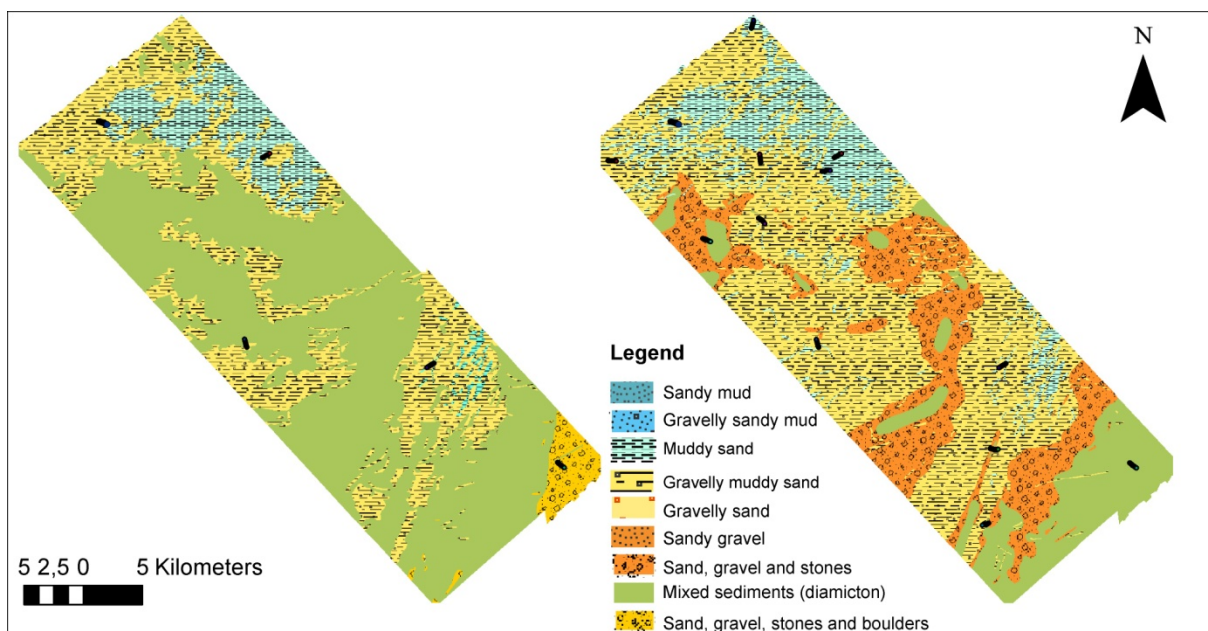 N
Legend
Sandy mud
Gravelly sandy mud
Muddy sand
Gravelly muddy sand
Gravelly sand
Sandy gravel
Sand, gravel and stones
Mixed sediments (diamicton)
Sand, gravel, stones and boulders
5 2,5 0 5 Kilometers